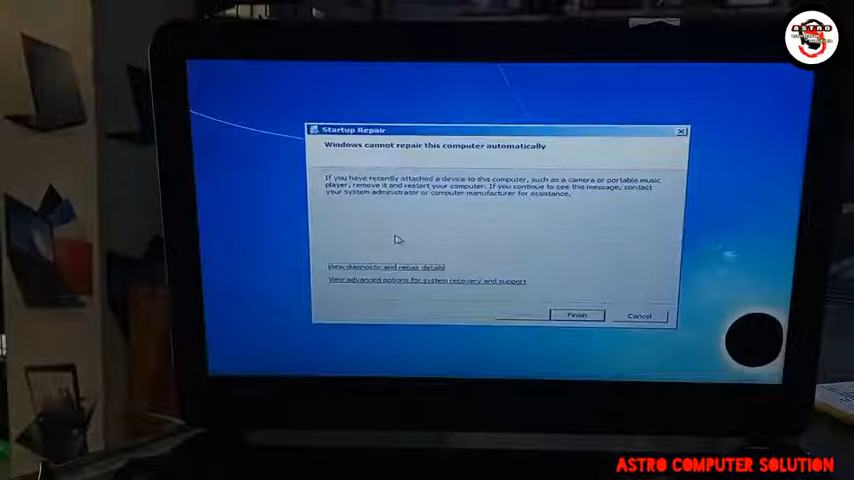 ASTRO
Startup Repair
Windows cannot repair this computer automatically
If you have recently attached a device to this computer, such as a camera or portable music
player, remove it and restart your computer. If you continue to see this message, contact
your system administrator or computer manufacturer for assistance.
View diagnostic and repair details
View advanced options for system recovery and support
Finish
Cancel
ASTRO COMPUTER SOLUTION